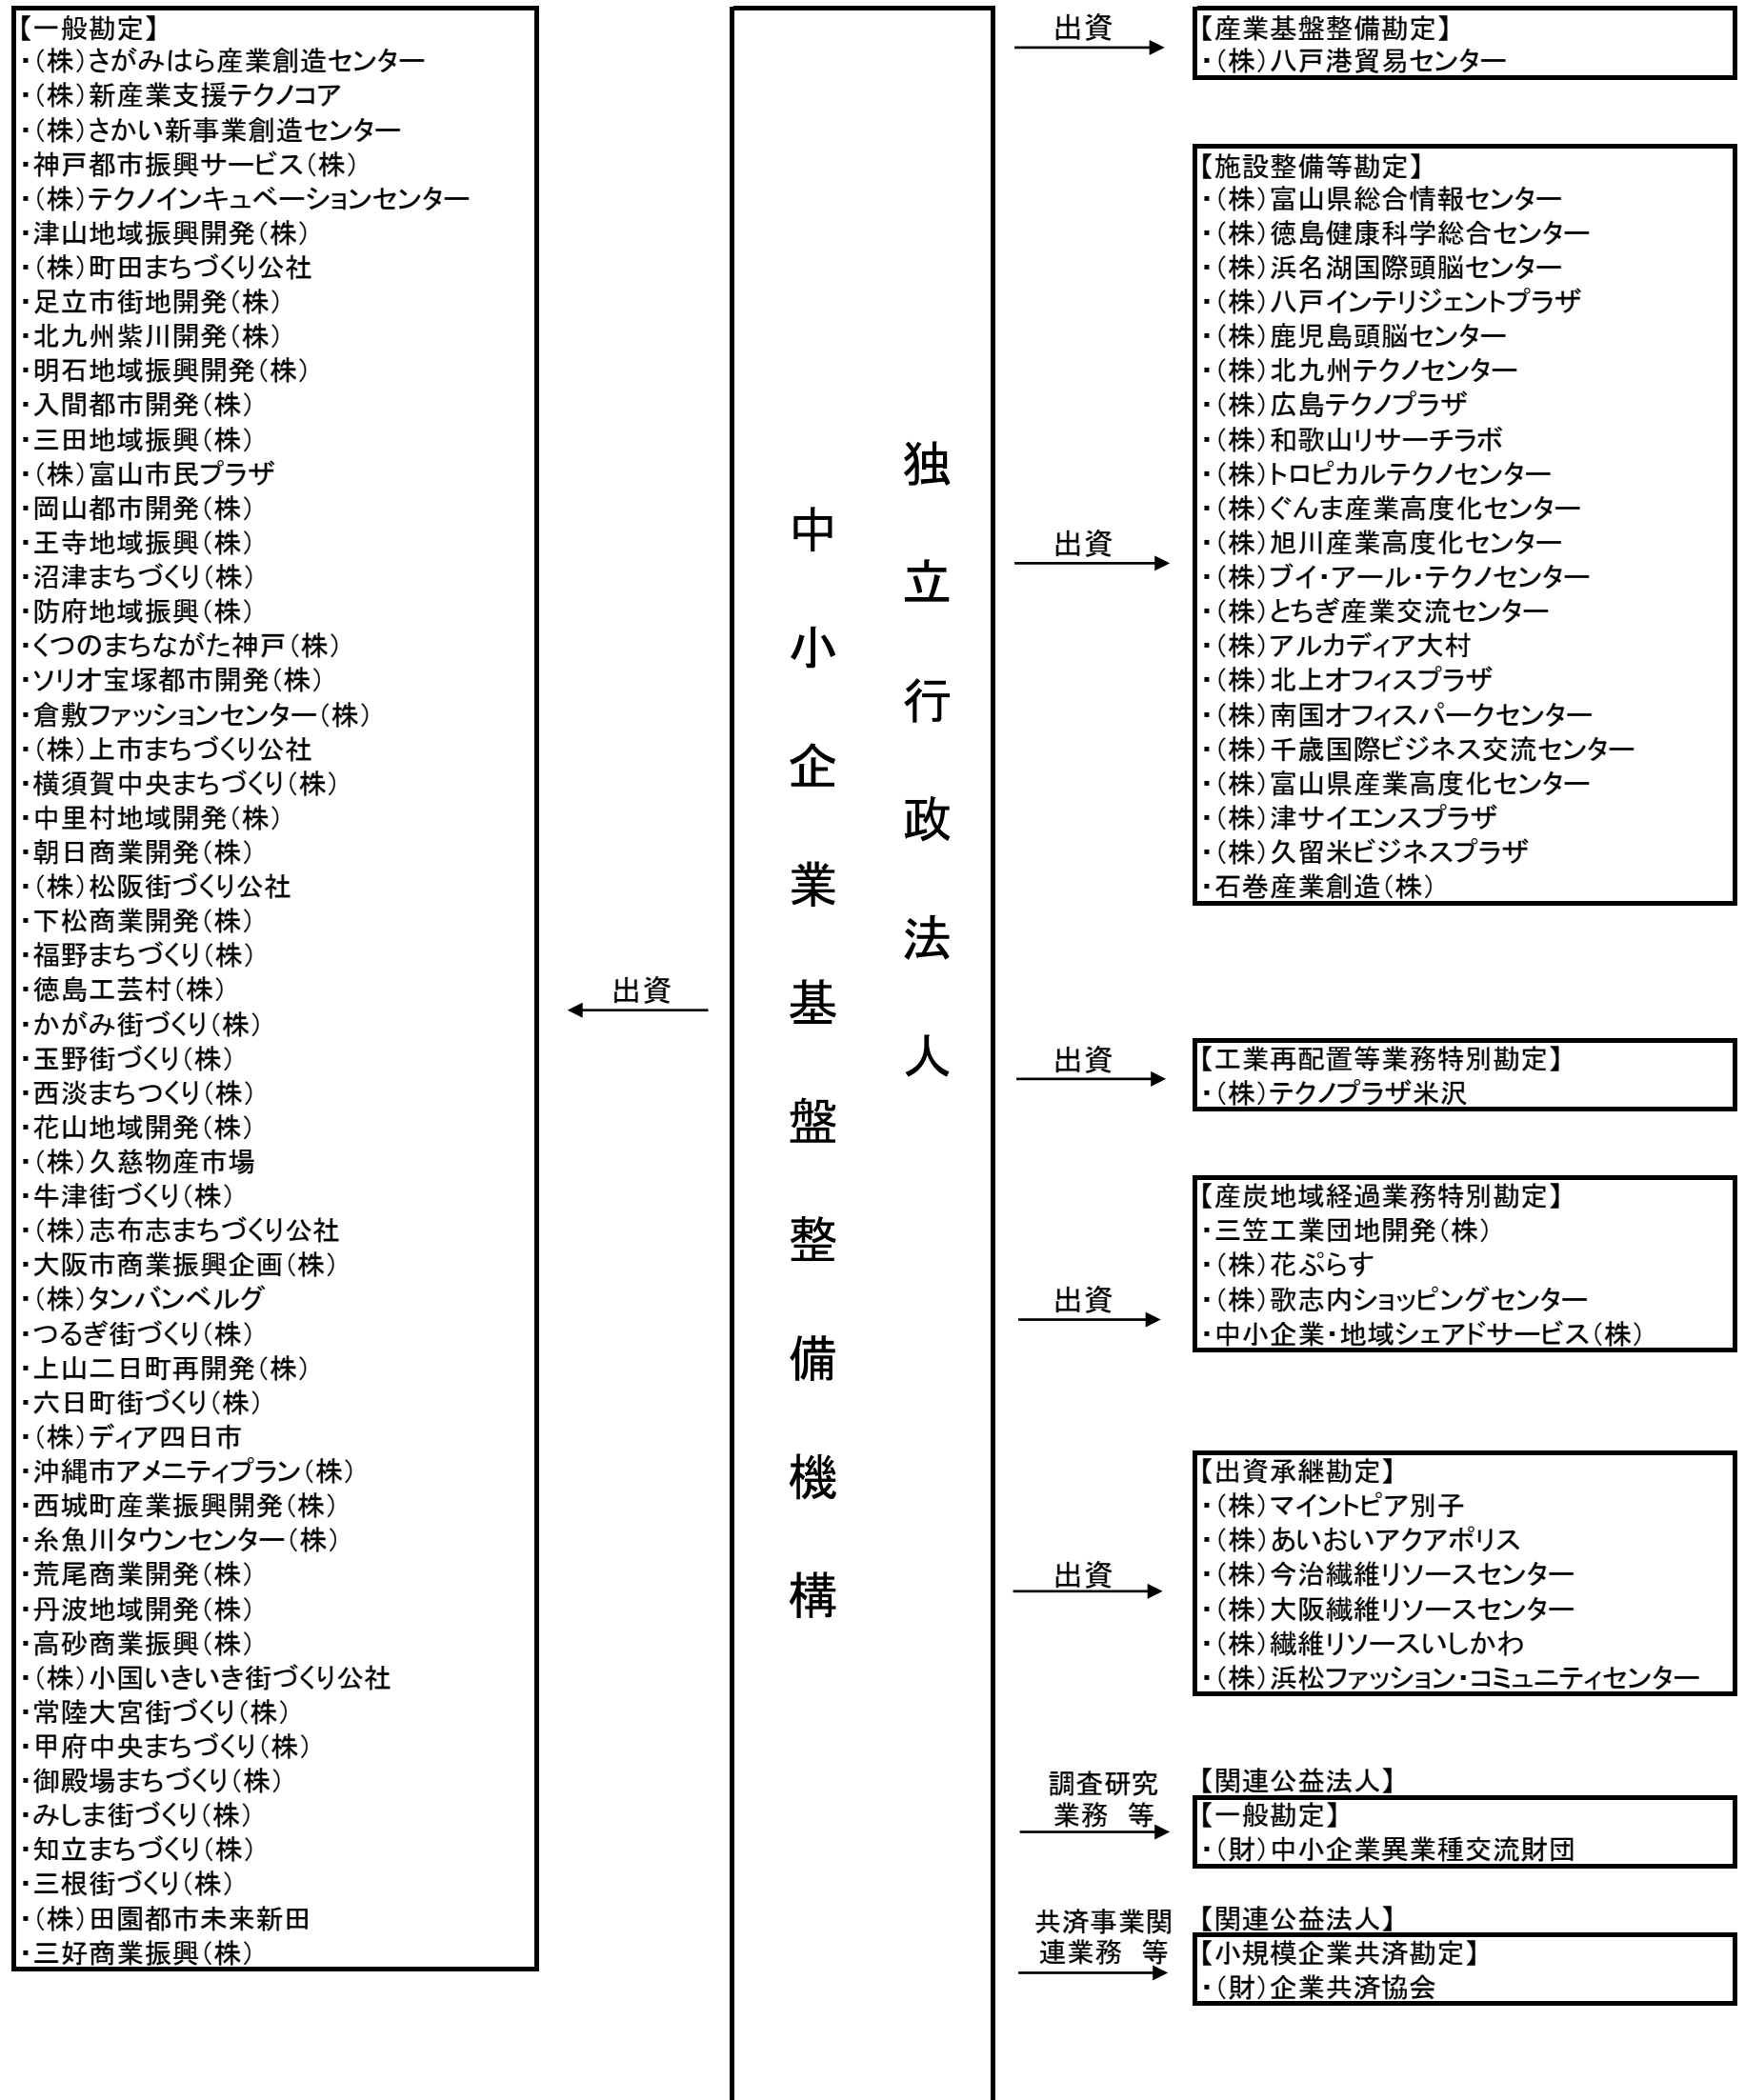 【一般勘定】
・（株）さがみはら産業創造センター
・（株）新産業支援テクノコア
・（株）さかい新事業創造センター
・神戸都市振興サービス（株）
・（株）テクノインキュベーションセンター
・津山地域振興開発（株）
・（株）町田まちづくり公社
・足立市街地開発（株）
・北九州紫川開発（株）
・明石地域振興開発（株）
・入間都市開発（株）
・三田地域振興（株）
・（株）富山市民プラザ
・岡山都市開発（株）
・王寺地域振興（株）
・沼津まちづくり（株）
・防府地域振興（株）
・くつのまちながた神戸（株）
・ソリオ宝塚都市開発（株）
・倉敷ファッションセンター（株）
・（株）上市まちづくり公社
・横須賀中央まちづくり（株）
・中里村地域開発（株）
・朝日商業開発（株）
・（株）松阪街づくり公社
・下松商業開発（株）
・福野まちづくり（株）
・徳島工芸村（株）
・かがみ街づくり（株）
・玉野街づくり（株）
・西淡まちつくり（株）
・花山地域開発（株）
・（株）久慈物産市場
・牛津街づくり（株）
・（株）志布志まちづくり公社
・大阪市商業振興企画（株）
・（株）タンバンベルグ
・つるぎ街づくり（株）
・上山二日町再開発（株）
・六日町街づくり（株）
・（株）ディア四日市
・沖縄市アメニティプラン（株）
・西城町産業振興開発（株）
・糸魚川タウンセンター（株）
・荒尾商業開発（株）
・丹波地域開発（株）
・高砂商業振興（株）
・（株）小国いきいき街づくり公社
・常陸大宮街づくり（株）
・甲府中央まちづくり（株）
・御殿場まちづくり（株）
・みしま街づくり（株）
・知立まちづくり（株）
・三根街づくり（株）
・（株）田園都市未来新田
・三好商業振興（株）
出資
独立行政法人
中小企業基盤整備機構
出資
【産業基盤整備勘定】
・（株）八戸港貿易センター
出資
【施設整備等勘定】
・（株）富山県総合情報センター
・（株）徳島健康科学総合センター
・（株）浜名湖国際頭脳センター
・（株）八戸インテリジェントプラザ
・（株）鹿児島頭脳センター
・（株）北九州テクノセンター
・（株）広島テクノプラザ
・（株）和歌山リサーチラボ
・（株）トロピカルテクノセンター
・（株）ぐんま産業高度化センター
・（株）旭川産業高度化センター
・（株）ブイ・アール・テクノセンター
・（株）とちぎ産業交流センター
・（株）アルカディア大村
・（株）北上オフィスプラザ
・（株）南国オフィスパークセンター
・（株）千歳国際ビジネス交流センター
・（株）富山県産業高度化センター
・（株）津サイエンスプラザ
・（株）久留米ビジネスプラザ
・石巻産業創造（株）
出資
【工業再配置等業務特別勘定】
・（株）テクノプラザ米沢
出資
【産炭地域経過業務特別勘定】
・三笠工業団地開発（株）
・（株）花ぷらす
・（株）歌志内ショッピングセンター
・中小企業・地域シェアドサービス（株）
出資
【出資承継勘定】
・（株）マイントピア別子
・（株）あいおいアクアポリス
・（株）今治繊維リソースセンター
・（株）大阪繊維リソースセンター
・（株）繊維リソースいしかわ
・（株）浜松ファッション・コミュニティセンター
調査研究
業務　等
【関連公益法人】
【一般勘定】
・（財）中小企業異業種交流財団
共済事業関
連業務　等
【関連公益法人】
【小規模企業共済勘定】
・（財）企業共済協会